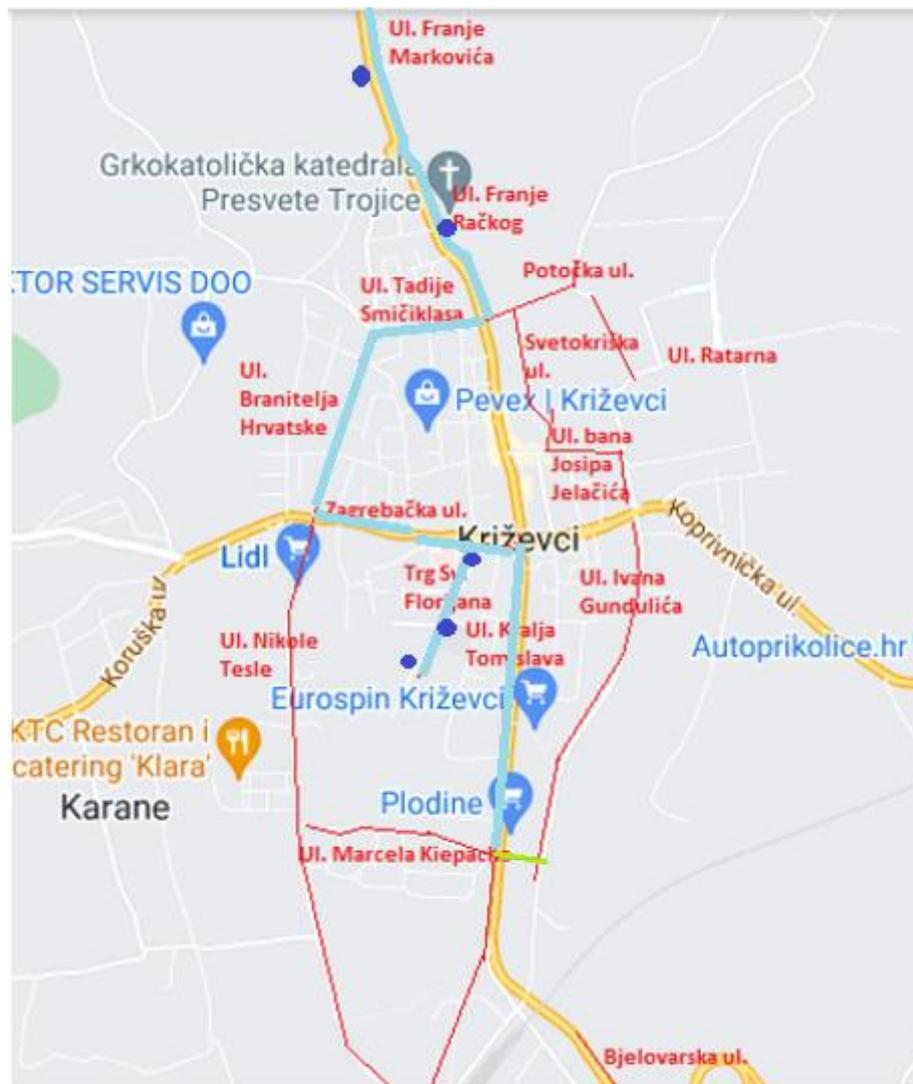 Ul. Franje
Markovića
Grkokatolička katedrala
Presvete Trojice
Ul. Franje
Račkog
Potočka ul.
KTOR SERVIS DOO
Ul. Tadije
Smičiklasa
Svetokriška
ul.
Ul. Ratarna
Ul.
Branitelja
Hrvatske
Pevex | Križevci
Ul. bana
Josipa
Jelačića
Zagrebačka ul.
Koprivnička ul.
Križevci
Lidl
Trg Sv
Florijana
Ul. Ivana
Gundulića
Koruška ul.
Ul. Nikole
Tesle
Ul. Kralja
Tomislava
Autoprikolice.hr
Eurospin Križevci
KTC Restoran i
catering 'Klara'
Karane
Plodine
Ul. Marcela Kiepacha
Bjelovarska ul.